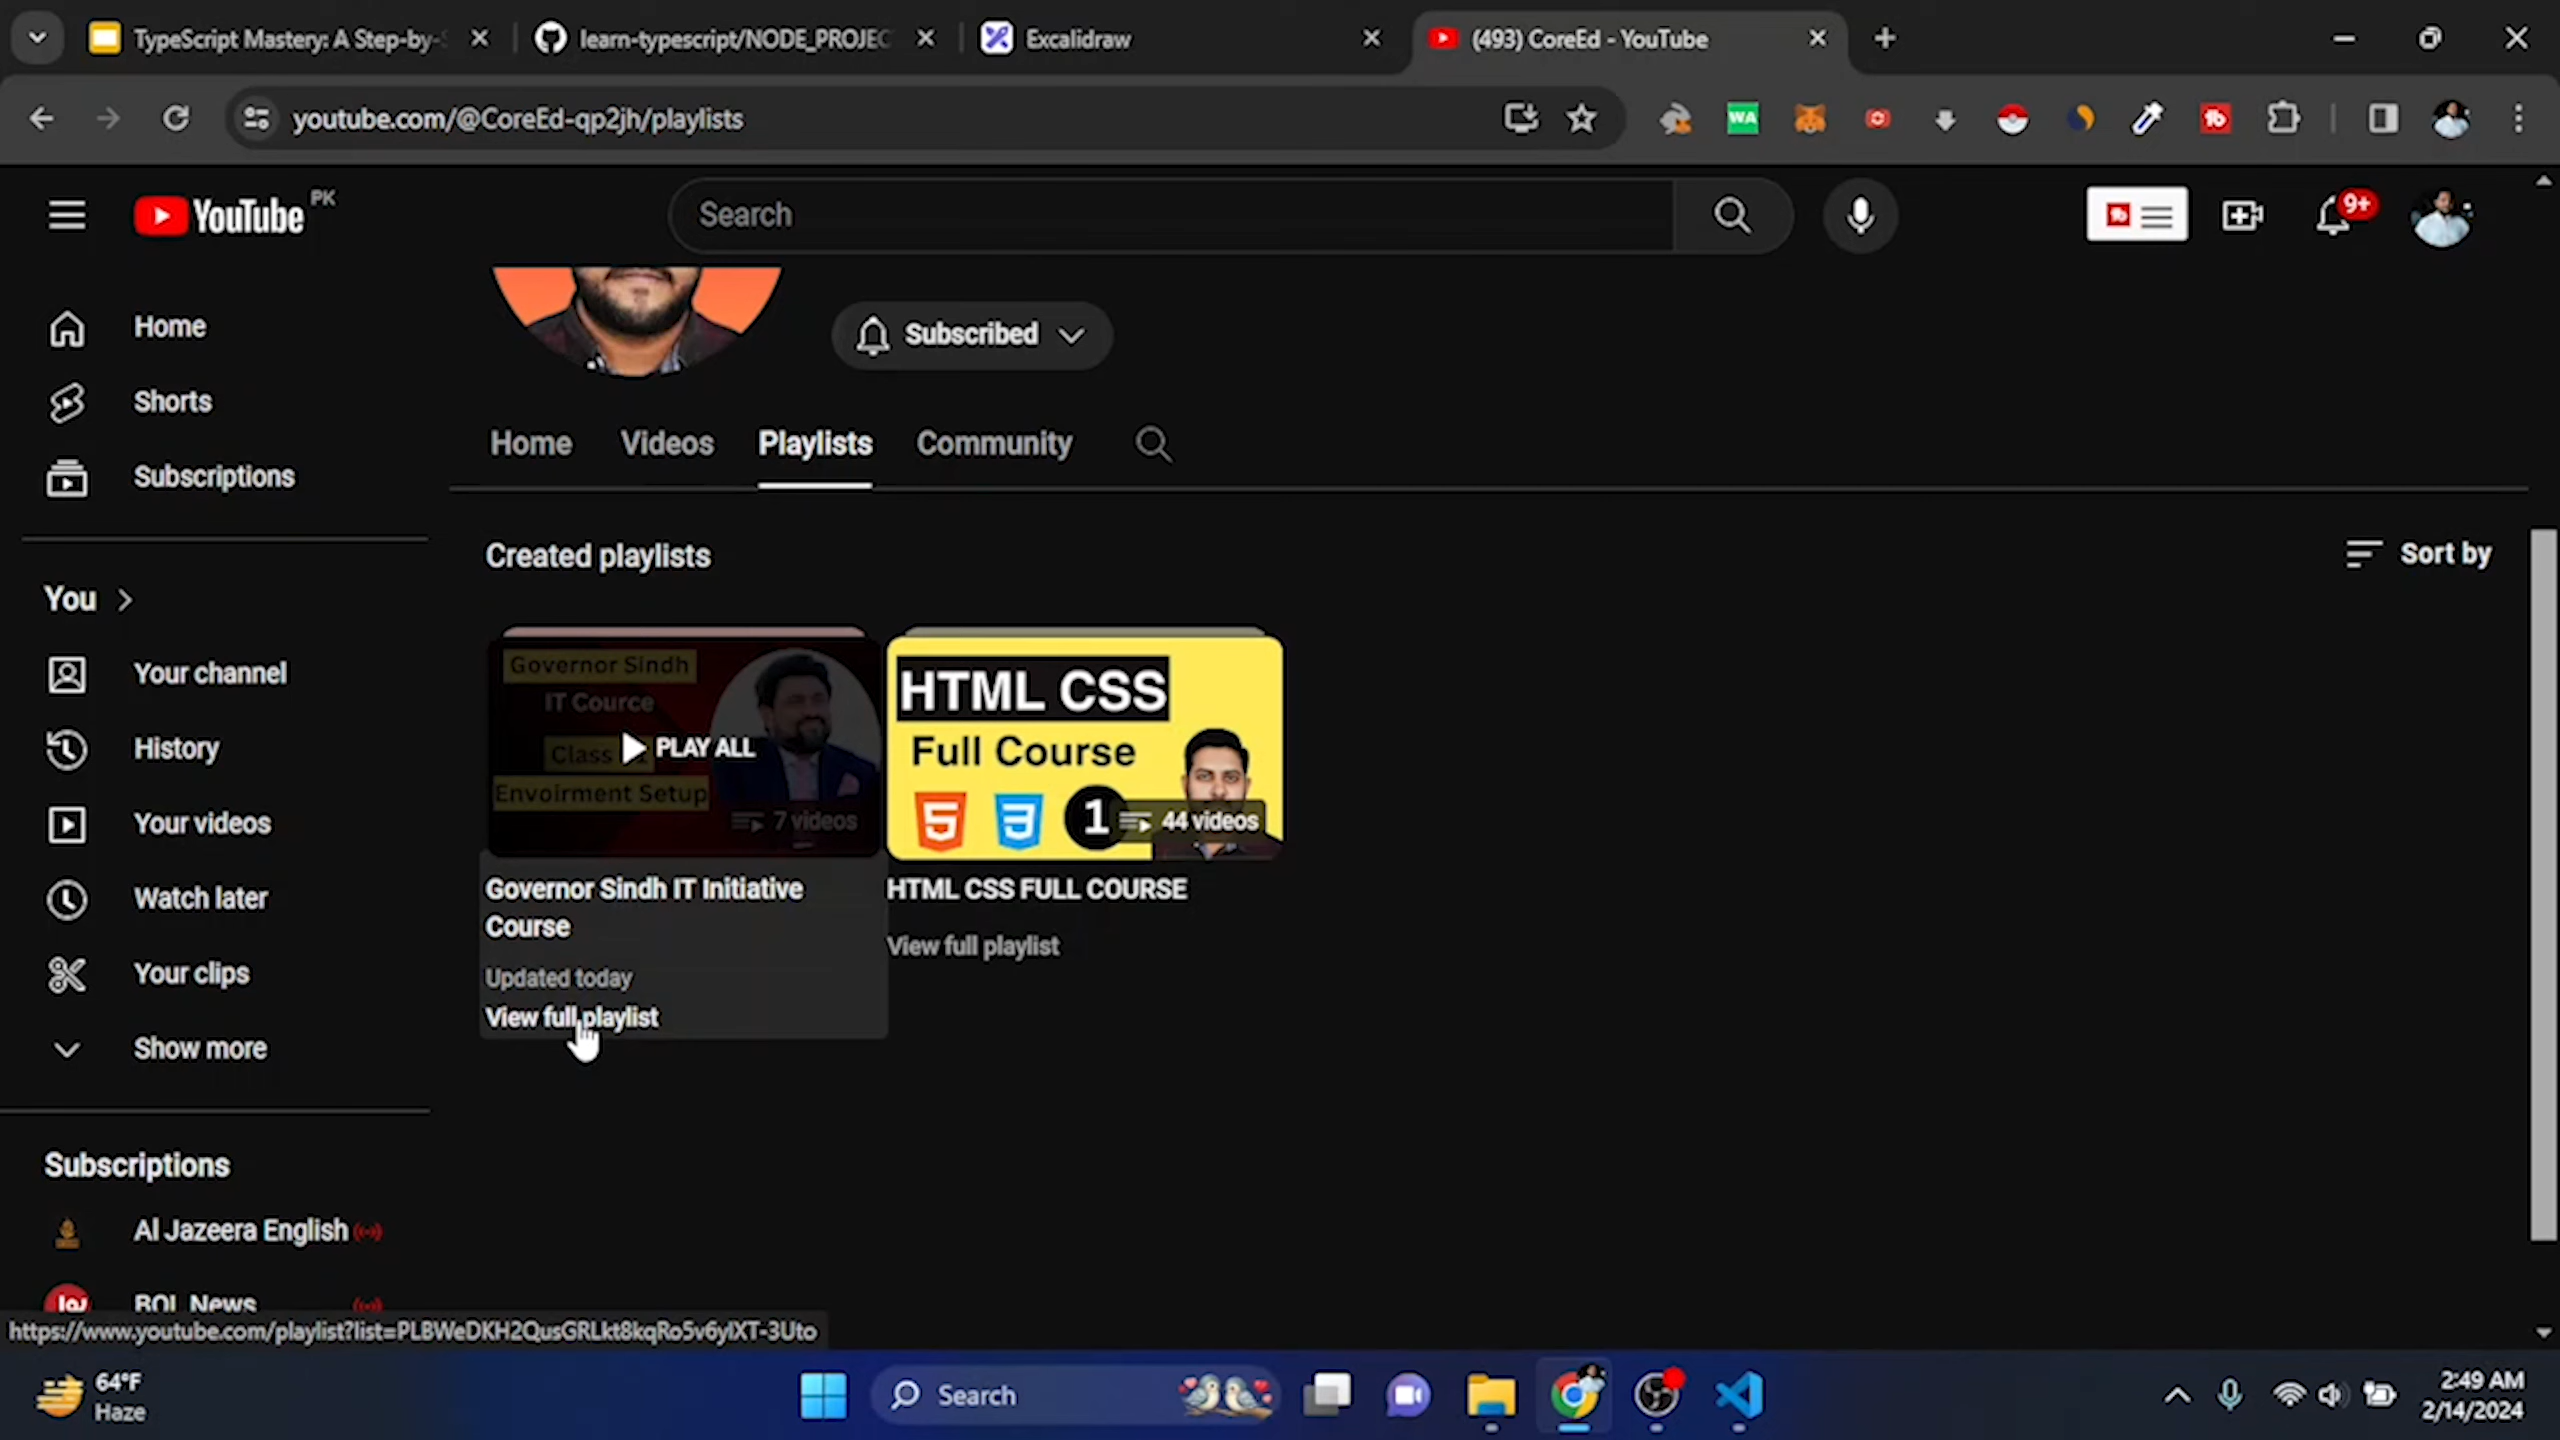 TypeScript Mastery: A Step-by-
learn-typescript/NODE_PROJEC
Excalidraw
(493) CoreEd - YouTube
youtube.com/@CoreEd-qp2jh/playlists
WA
YouTube PK
Search
9+
Home
Shorts
Subscriptions
You
Your channel
History
Your videos
Watch later
Your clips
Show more
Subscriptions
Al Jazeera English
BOL News
Subscribed
Home Videos Playlists Community
Created playlists
Sort by
Governor Sindh
IT Cource
Class
PLAY ALL
Envoirment Setup
7 videos
Governor Sindh IT Initiative
Course
Updated today
View full playlist
HTML CSS
Full Course
5 3 1
44 videos
HTML CSS FULL COURSE
View full playlist
https://www.youtube.com/playlist?list=PLBWeDKH2QusGRLkt8kqRo5v6ylXT-3Uto
64°F
Haze
Search
2:49 AM
2/14/2024